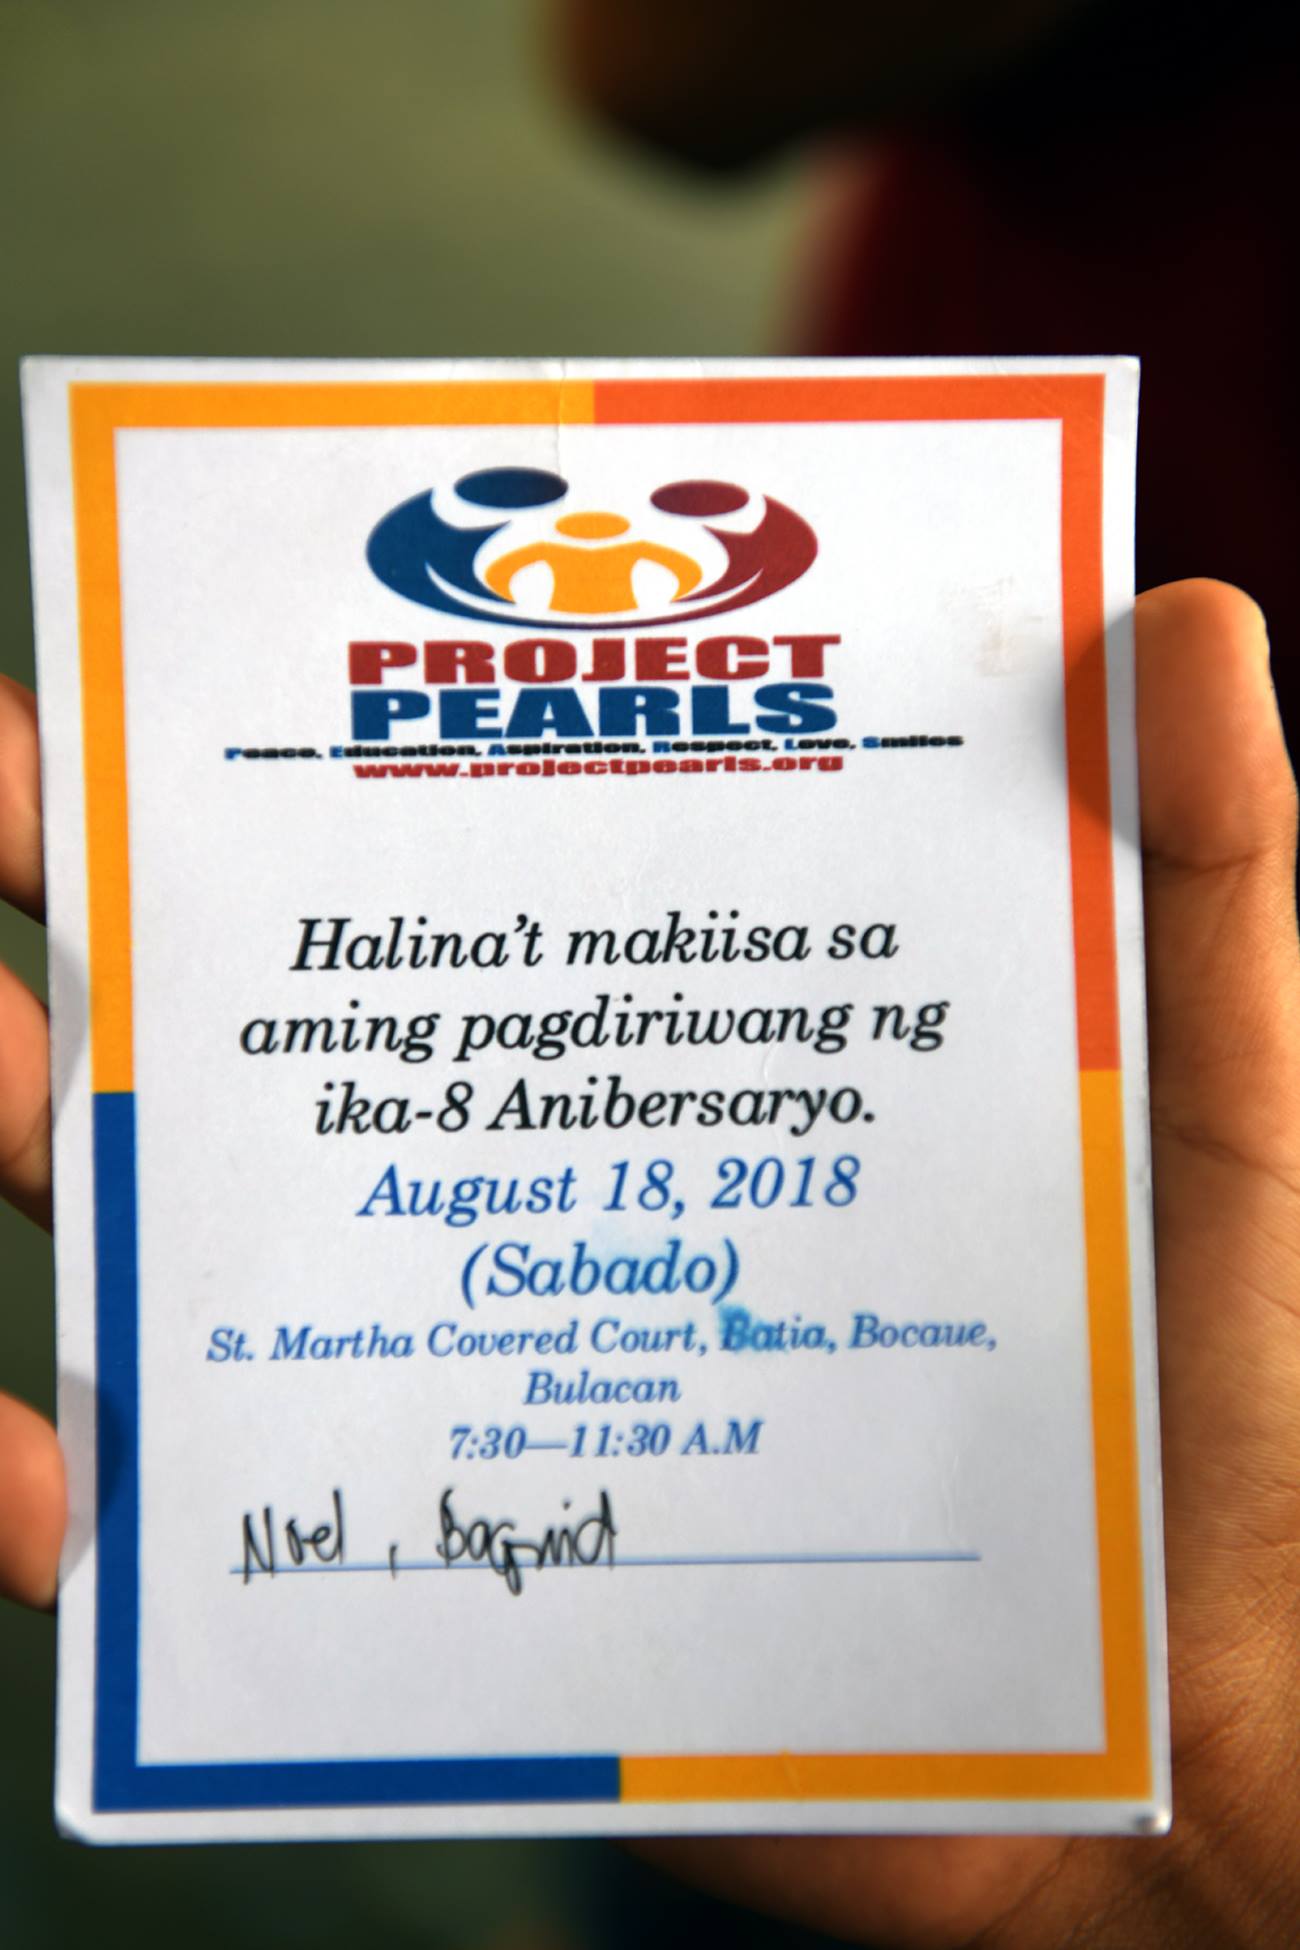 PROJECT
PEARLS
Peace, Education, Aspiration, Respect, Love, Smiles
www.projectpearls.org
Halina't makiisa sa
aming pagdiriwang ng
ika-8 Anibersaryo.
August 18, 2018
(Sabado)
St. Martha Covered Court, Batia, Bocaue,
Bulacan
7:30—11:30 A.M
Noel,